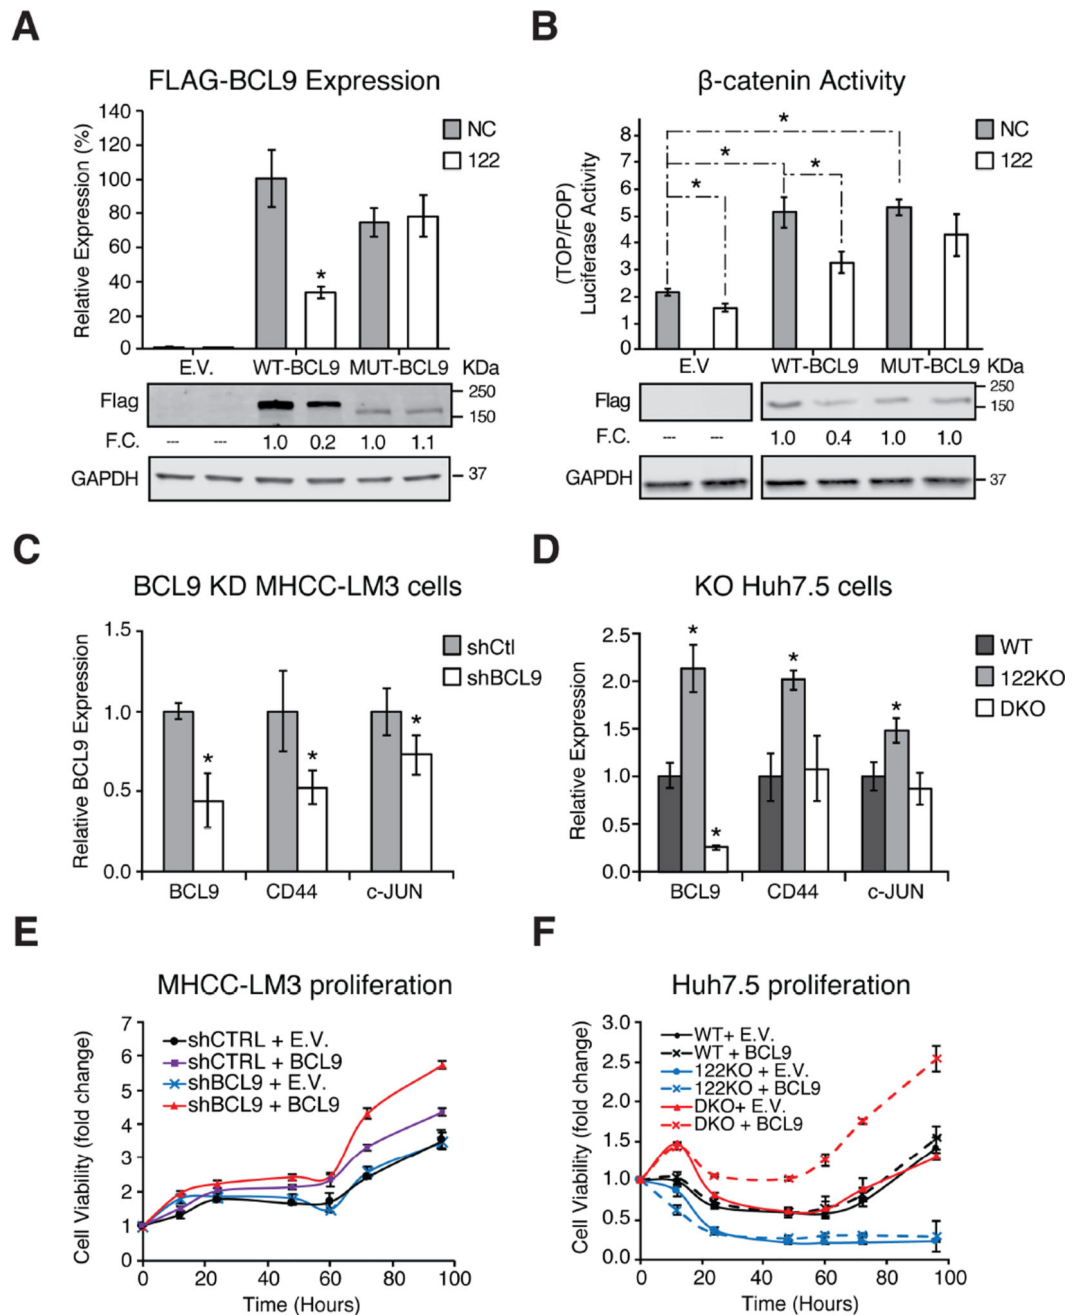 A
FLAG-BCL9 Expression
Relative Expression (%)
140
120
100
80
60
40
20
0
NC
122
*
E.V. WT-BCL9 MUT-BCL9 KDa
Flag
250
150
F.C. --- --- 1.0 0.2 1.0 1.1
GAPDH
37
B
β-catenin Activity
(TOP/FOP)
Luciferase Activity
8
7
6
5
4
3
2
1
0
NC
122
*
*
*
*
E.V WT-BCL9 MUT-BCL9 KDa
Flag
250
150
F.C. --- --- 1.0 0.4 1.0 1.0
GAPDH
37
C
BCL9 KD MHCC-LM3 cells
Relative BCL9 Expression
1.5
1.0
0.5
0.0
shCtl
shBCL9
* * *
BCL9 CD44 c-JUN
D
KO Huh7.5 cells
Relative Expression
2.5
2.0
1.5
1.0
0.5
0.0
WT
122KO
DKO
* * * *
BCL9 CD44 c-JUN
E
MHCC-LM3 proliferation
Cell Viability (fold change)
7
6
5
4
3
2
1
0
shCTRL + E.V.
shCTRL + BCL9
shBCL9 + E.V.
shBCL9 + BCL9
0 20 40 60 80 100
Time (Hours)
F
Huh7.5 proliferation
Cell Viability (fold change)
3.0
2.5
2.0
1.5
1.0
0.5
0.0
WT+ E.V.
WT + BCL9
122KO + E.V.
122KO + BCL9
DKO+ E.V.
DKO + BCL9
0 20 40 60 80 100
Time (Hours)